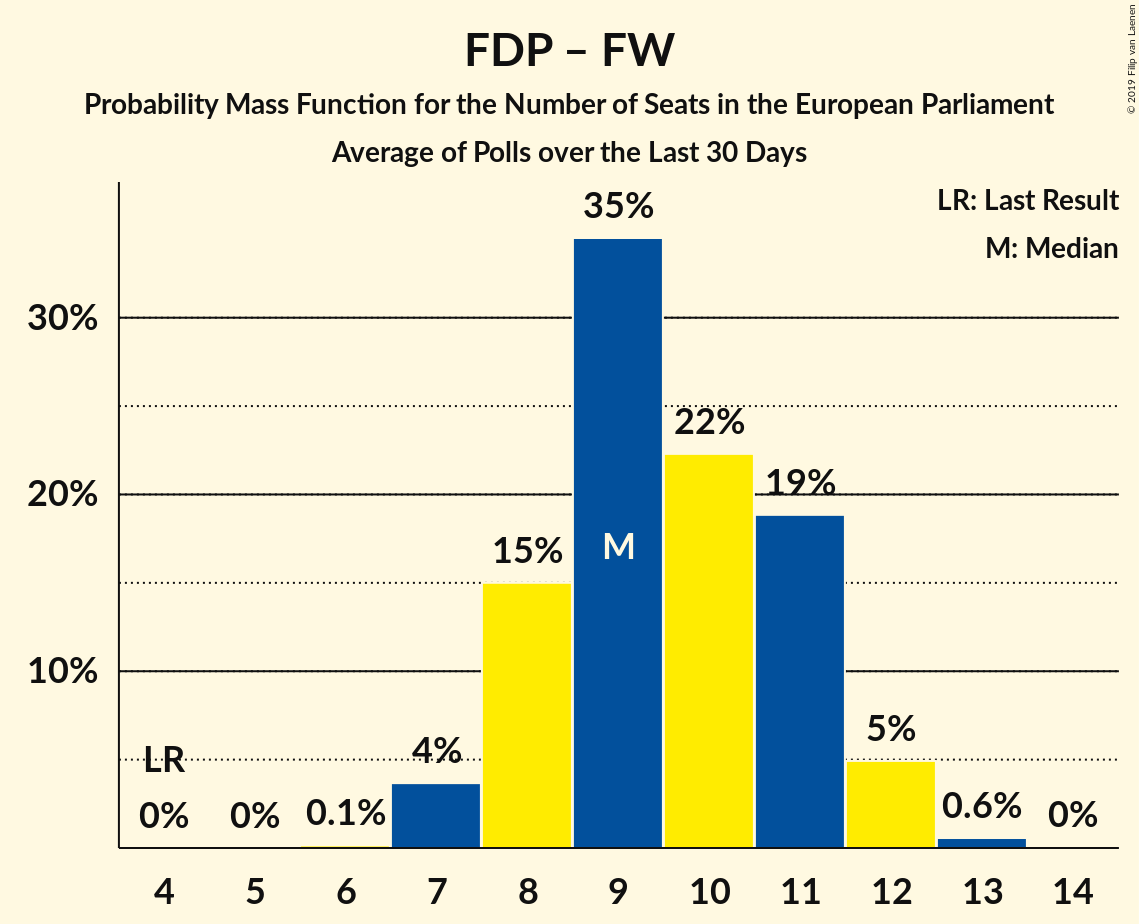 FDP – FW
Probability Mass Function for the Number of Seats in the European Parliament
Average of Polls over the Last 30 Days
© 2019 Filip van Laenen
LR: Last Result
M: Median
30%
20%
10%
LR
0%
0%
0.1%
4%
15%
35%
M
22%
19%
5%
0.6%
0%
4 5 6 7 8 9 10 11 12 13 14